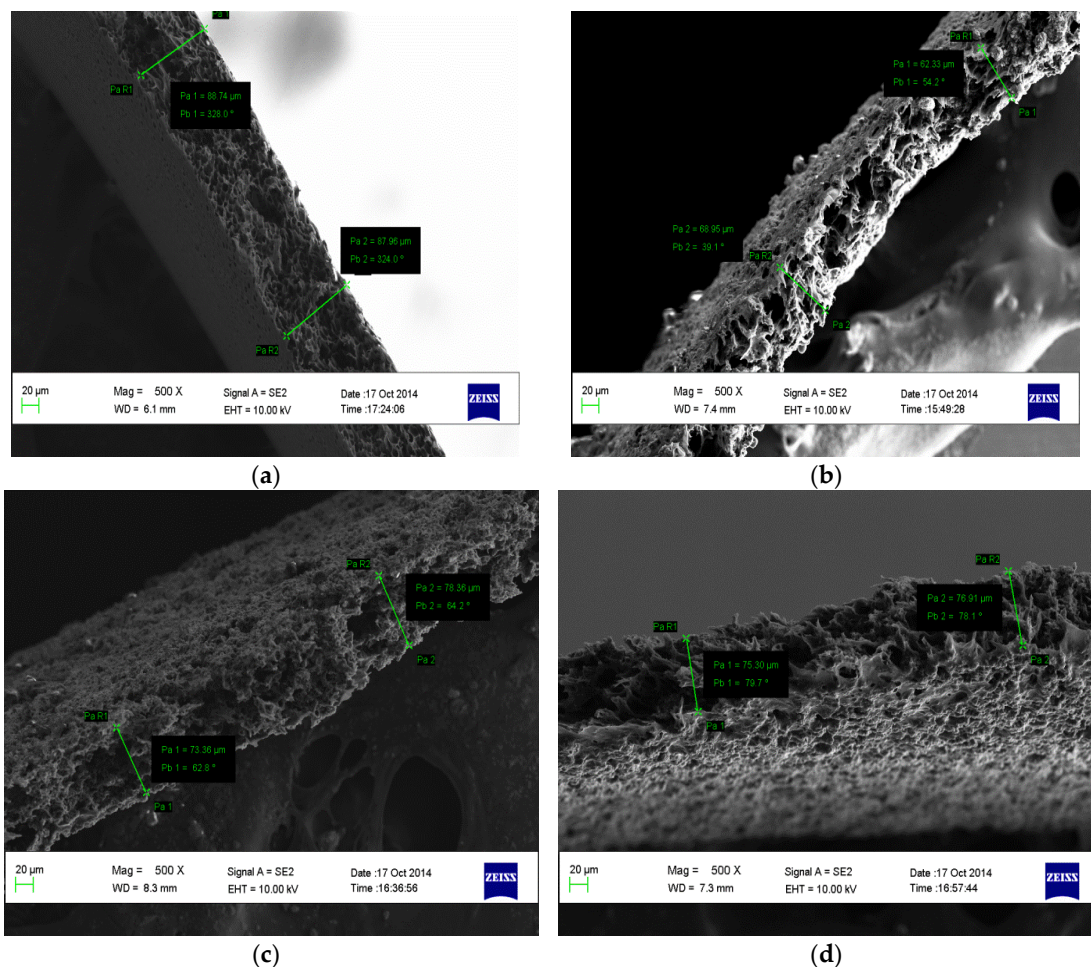 Pa 1
Pa R1
Pa 1 = 88.74 µm
Pb 1 = 328.0 °
Pa 2 = 87.96 µm
Pb 2 = 324.0 °
Pa R2
20 µm
Mag = 500 X
WD = 6.1 mm
Signal A = SE2
EHT = 10.00 kV
Date :17 Oct 2014
Time :17:24:06
ZEISS
(a)
Pa R1
Pa 1 = 62.33 µm
Pb 1 = 54.2 °
Pa 1
Pa 2 = 68.95 µm
Pb 2 = 39.1 °
Pa R2
Pa 2
20 µm
Mag = 500 X
WD = 7.4 mm
Signal A = SE2
EHT = 10.00 kV
Date :17 Oct 2014
Time :15:49:28
ZEISS
(b)
Pa R2
Pa 2 = 78.36 µm
Pb 2 = 64.2 °
Pa 2
Pa R1
Pa 1 = 73.36 µm
Pb 1 = 62.8 °
Pa 1
20 µm
Mag = 500 X
WD = 8.3 mm
Signal A = SE2
EHT = 10.00 kV
Date :17 Oct 2014
Time :16:36:56
ZEISS
(c)
Pa R2
Pa 2 = 76.91 µm
Pb 2 = 78.1 °
Pa 2
Pa R1
Pa 1 = 75.30 µm
Pb 1 = 79.7 °
Pa 1
20 µm
Mag = 500 X
WD = 7.3 mm
Signal A = SE2
EHT = 10.00 kV
Date :17 Oct 2014
Time :16:57:44
ZEISS
(d)